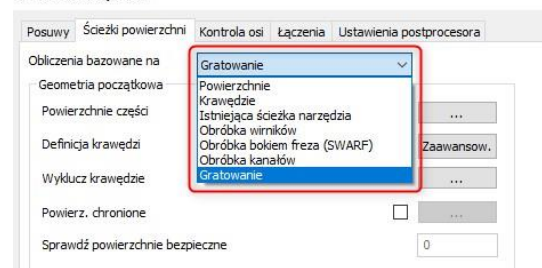 Posuwy Ścieżki powierzchni Kontrola osi Łączenia Ustawienia postprocesora
Obliczenia bazowane na Gratowanie
Geometria początkowa
Powierzchnie
Krawędzie
Istniejąca ścieżka narzędzia
Obróbka wirników
Obróbka bokiem freza (SWARF)
Obróbka kanałów
Gratowanie
Powierzchnie części ...
Definicja krawędzi Zaawansow.
Wyklucz krawędzie ...
Powierz. chronione ...
Sprawdź powierzchnie bezpieczne 0